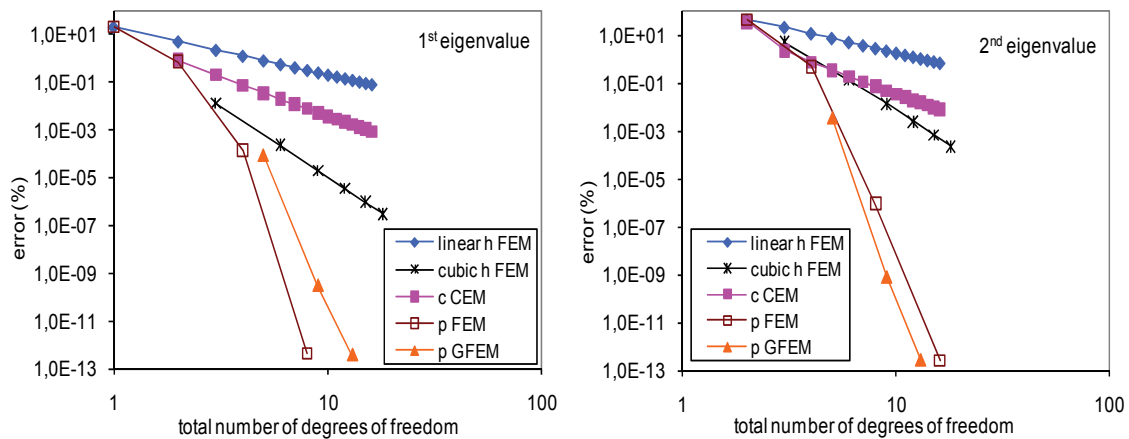 1st eigenvalue
1,0E+01
1,0E-01
1,0E-03
1,0E-05
1,0E-07
1,0E-09
1,0E-11
1,0E-13
error (%)
linear h FEM
cubic h FEM
c CEM
p FEM
p GFEM
1
10
100
total number of degrees of freedom
2nd eigenvalue
1,0E+01
1,0E-01
1,0E-03
1,0E-05
1,0E-07
1,0E-09
1,0E-11
1,0E-13
error (%)
linear h FEM
cubic h FEM
c CEM
p FEM
p GFEM
1
10
100
total number of degrees of freedom